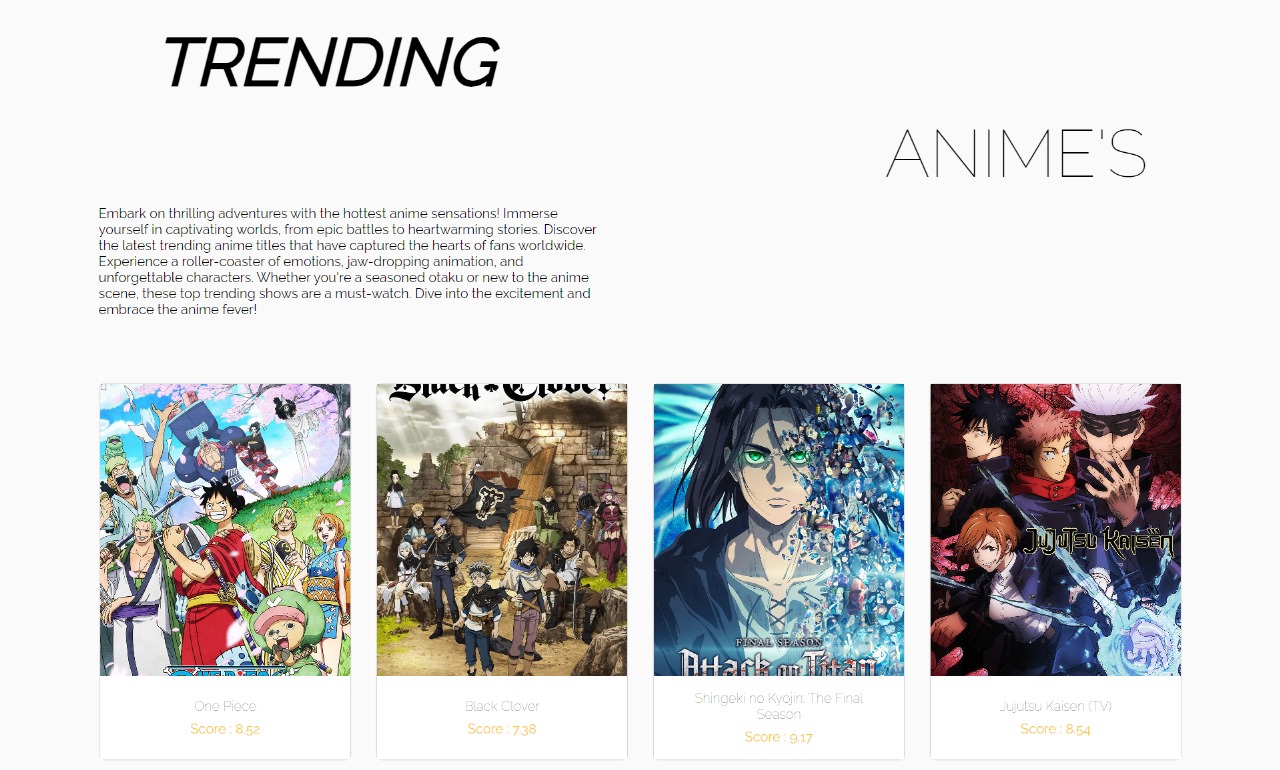 TRENDING
ANIME'S
Embark on thrilling adventures with the hottest anime sensations! Immerse
yourself in captivating worlds, from epic battles to heartwarming stories. Discover
the latest trending anime titles that have captured the hearts of fans worldwide.
Experience a roller-coaster of emotions, jaw-dropping animation, and
unforgettable characters. Whether you're a seasoned otaku or new to the anime
scene, these top trending shows are a must-watch. Dive into the excitement and
embrace the anime fever!
Black Clover
FINAL SEASON
Attack on Titan
JUJUTSU KAISEN
One Piece
Score : 8.52
Black Clover
Score : 7.38
Shingeki no Kyojin: The Final
Season
Score : 9.17
Jujutsu Kaisen (TV)
Score : 8.54